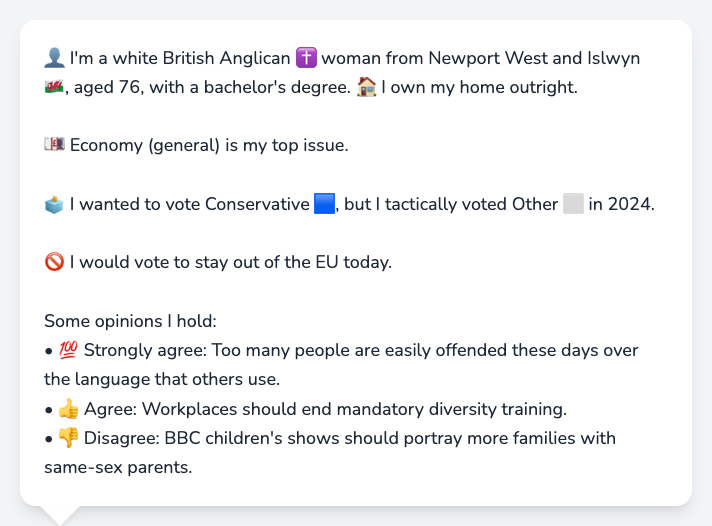 👤 I'm a white British Anglican ✝️ woman from Newport West and Islwyn
🏴󠁧󠁢󠁷󠁬󠁳󠁿, aged 76, with a bachelor's degree. 🏠 I own my home outright.
💷 Economy (general) is my top issue.
🗳️ I wanted to vote Conservative 🟦, but I tactically voted Other ⬜ in 2024.
🚫 I would vote to stay out of the EU today.
Some opinions I hold:
• 💯 Strongly agree: Too many people are easily offended these days over
the language that others use.
• 👍 Agree: Workplaces should end mandatory diversity training.
• 👎 Disagree: BBC children's shows should portray more families with
same-sex parents.